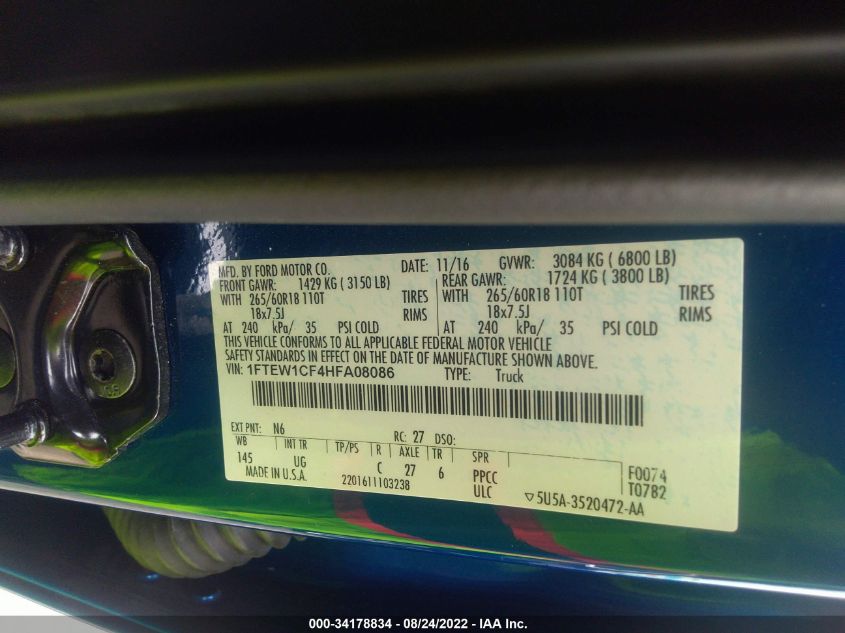 MFD. BY FORD MOTOR CO. DATE: 11/16 GVWR: 3084 KG ( 6800 LB)
FRONT GAWR: 1429 KG ( 3150 LB) REAR GAWR: 1724 KG ( 3800 LB)
WITH 265/60R18 110T TIRES WITH 265/60R18 110T TIRES
18x7.5J RIMS 18x7.5J RIMS
AT 240 kPa/ 35 PSI COLD AT 240 kPa/ 35 PSI COLD
THIS VEHICLE CONFORMS TO ALL APPLICABLE FEDERAL MOTOR VEHICLE
SAFETY STANDARDS IN EFFECT ON THE DATE OF MANUFACTURE SHOWN ABOVE.
VIN: 1FTEW1CF4HFA08086 TYPE: Truck
EXT PNT: N6 RC: 27 DSO:
WB INT TR TP/PS R AXLE TR SPR
145 UG C 27 6 PPCC F0074
MADE IN U.S.A. 2201611103238 ULC ▽5U5A-3520472-AA T0782
000-34178834 - 08/24/2022 - IAA Inc.